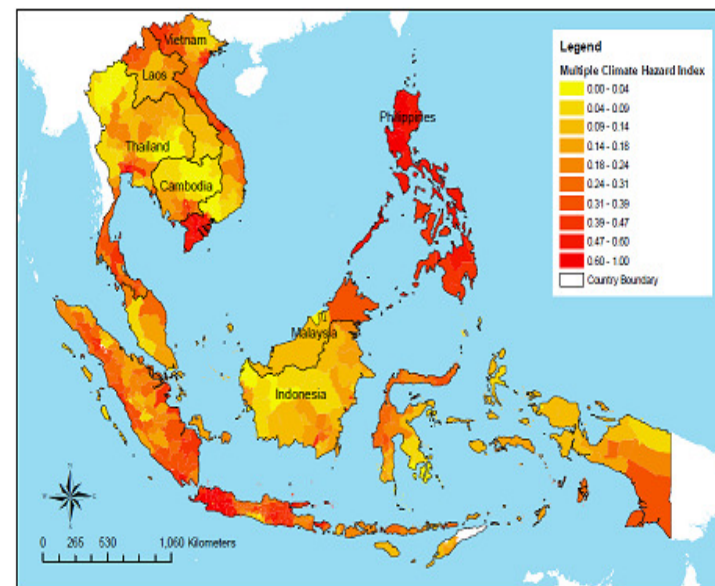 Vietnam
Laos
Thailand
Cambodia
Philippines
Malaysia
Indonesia
Legend
Multiple Climate Hazard Index
0.00 - 0.04
0.04 - 0.09
0.09 - 0.14
0.14 - 0.18
0.18 - 0.24
0.24 - 0.31
0.31 - 0.39
0.39 - 0.47
0.47 - 0.60
0.60 - 1.00
Country Boundary
N
W E
S
0 265 530 1,060 Kilometers